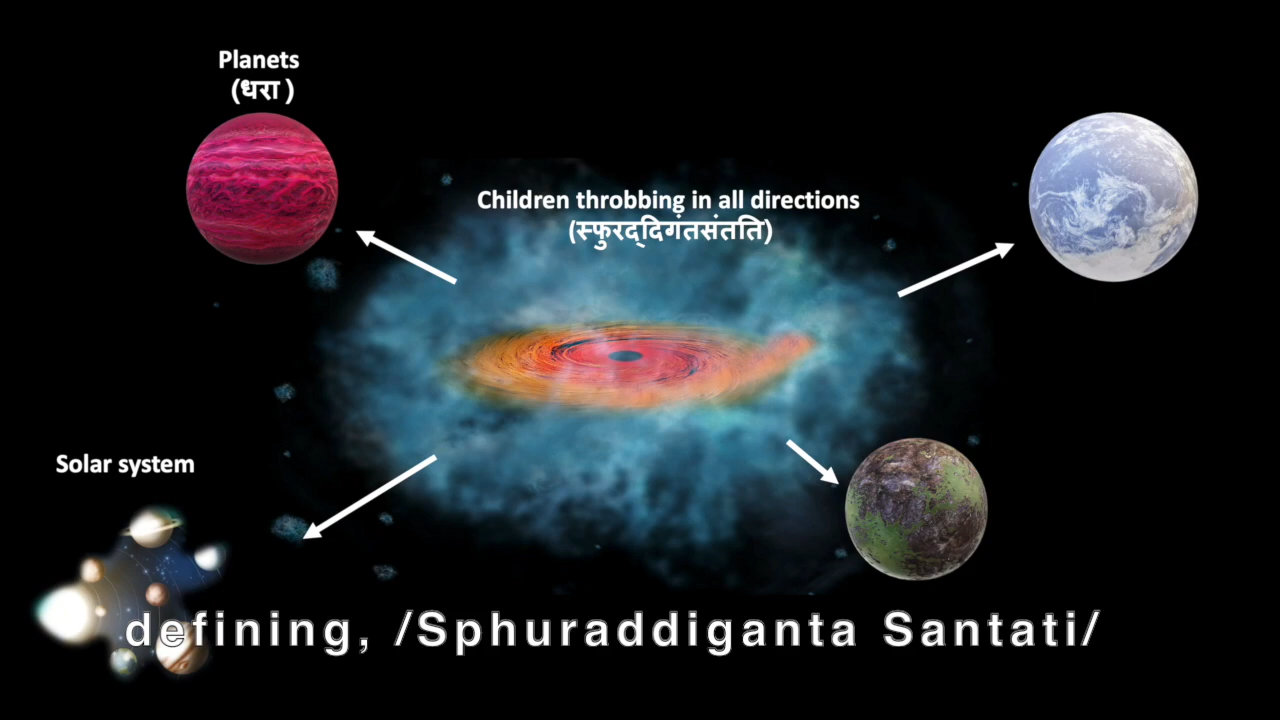 Planets
(धरा )
Children throbbing in all directions
(स्फुरद्दिगंतसंतति)
Solar system
defining, /Sphuraddiganta Santati/